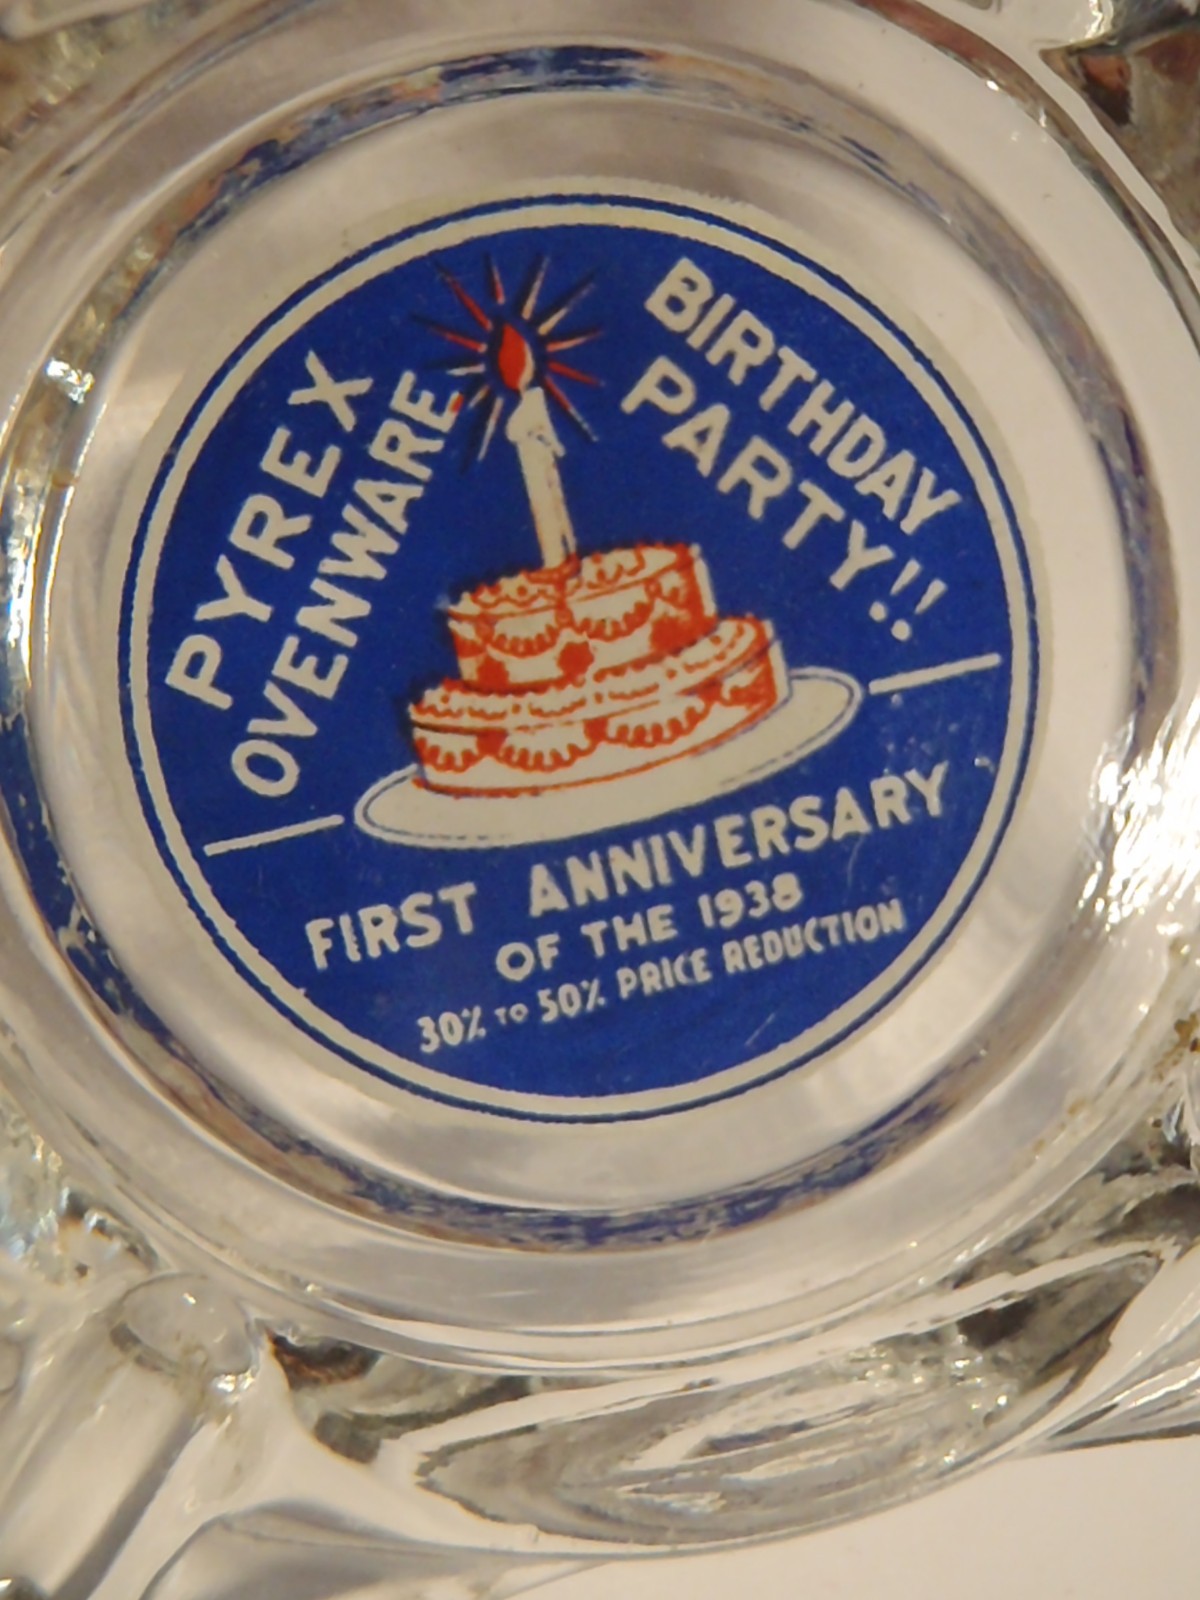 PYREX
OVENWARE
BIRTHDAY
PARTY!!
FIRST ANNIVERSARY
OF THE 1938
30% TO 50% PRICE REDUCTION